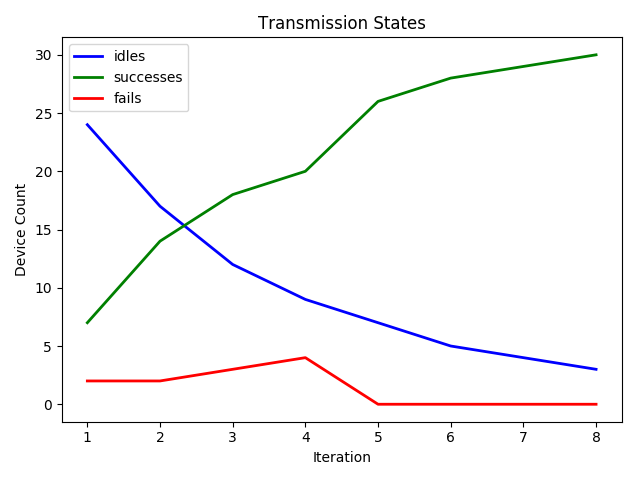 Transmission States
idles
successes
fails
Device Count
30
25
20
15
10
5
0
1 2 3 4 5 6 7 8
Iteration